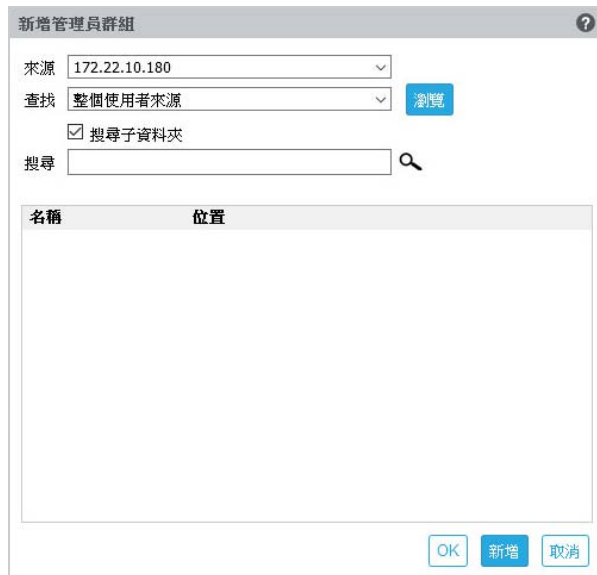 新增管理員群組
來源 172.22.10.180
查找 整個使用者來源 瀏覽
搜尋子資料夾
搜尋
名稱 位置
OK 新增 取消